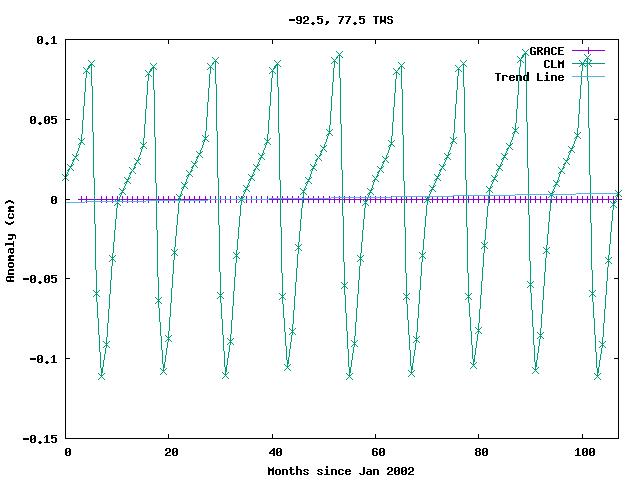 -92.5, 77.5 TWS
GRACE
CLM
Trend Line
0.1
0.05
0
-0.05
-0.1
-0.15
Anomaly (cm)
0 20 40 60 80 100
Months since Jan 2002